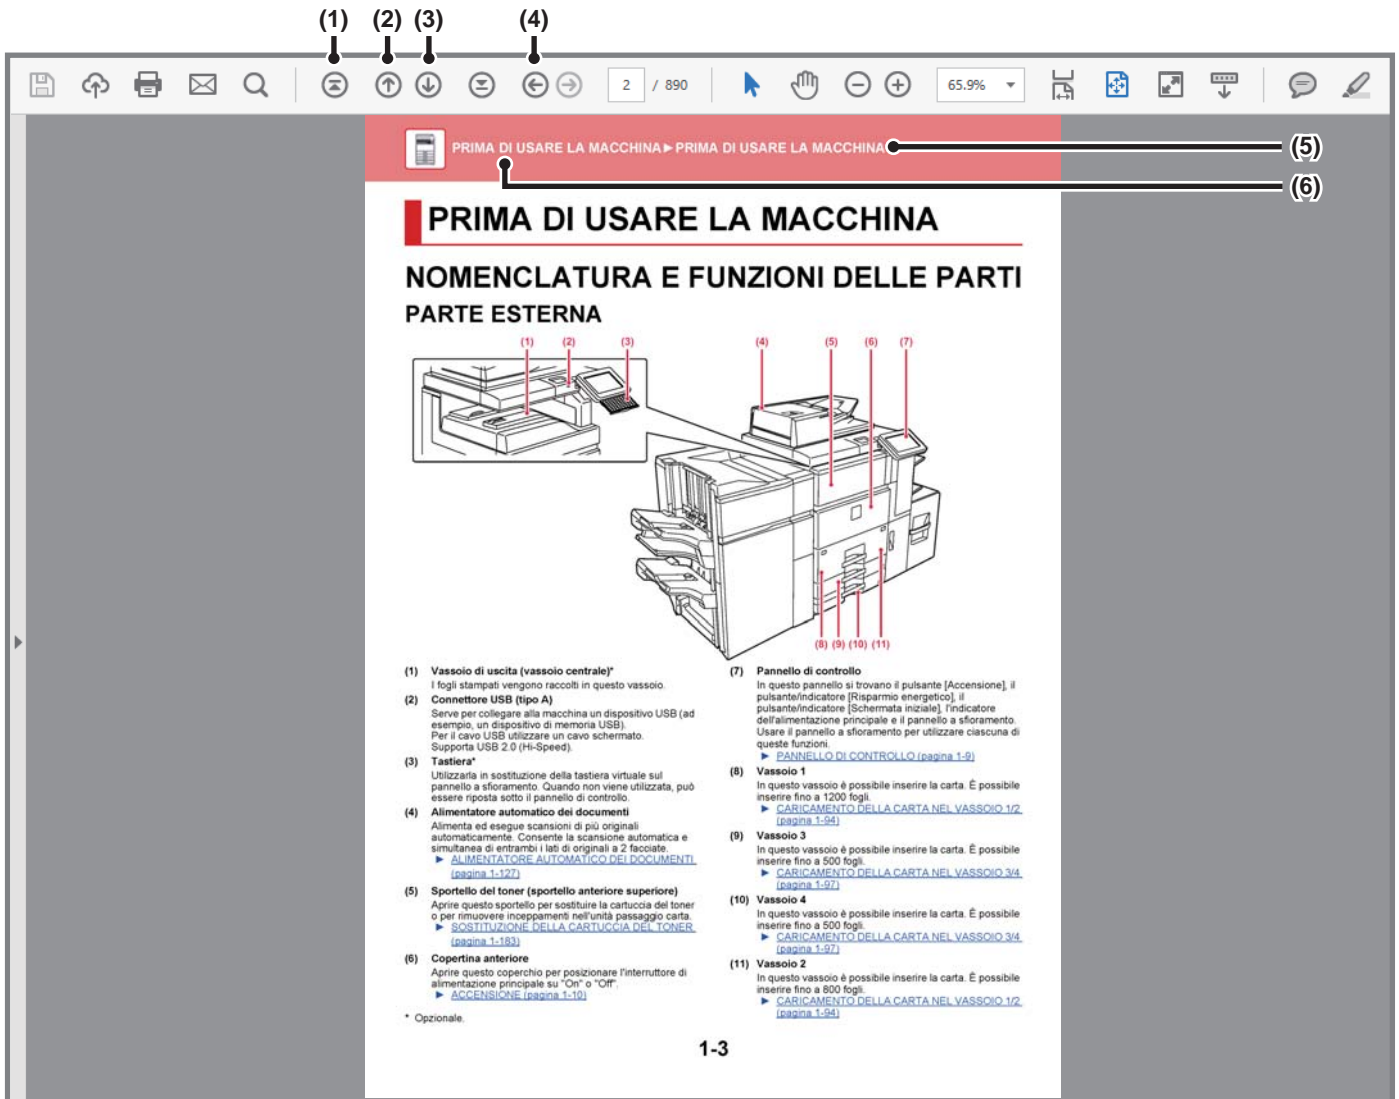 (1) (2) (3) (4)
2 / 890 65.9%
PRIMA DI USARE LA MACCHINA►PRIMA DI USARE LA MACCHINA
(5)
(6)
PRIMA DI USARE LA MACCHINA
NOMENCLATURA E FUNZIONI DELLE PARTI
PARTE ESTERNA
(1) (2) (3) (4) (5) (6) (7)
(8) (9) (10) (11)
(1) Vassoio di uscita (vassoio centrale)*
I fogli stampati vengono raccolti in questo vassoio.
(2) Connettore USB (tipo A)
Serve per collegare alla macchina un dispositivo USB (ad
esempio, un dispositivo di memoria USB).
Per il cavo USB utilizzare un cavo schermato.
Supporta USB 2.0 (Hi-Speed).
(3) Tastiera*
Utilizzarla in sostituzione della tastiera virtuale sul
pannello a sfioramento. Quando non viene utilizzata, può
essere riposta sotto il pannello di controllo.
(4) Alimentatore automatico dei documenti
Alimenta ed esegue scansioni di più originali
automaticamente. Consente la scansione automatica e
simultanea di entrambi i lati di originali a 2 facciate.
► ALIMENTATORE AUTOMATICO DEI DOCUMENTI
(pagina 1-127)
(5) Sportello del toner (sportello anteriore superiore)
Aprire questo sportello per sostituire la cartuccia del toner
o per rimuovere inceppamenti nell'unità passaggio carta.
► SOSTITUZIONE DELLA CARTUCCIA DEL TONER
(pagina 1-183)
(6) Copertina anteriore
Aprire questo coperchio per posizionare l'interruttore di
alimentazione principale su "On" o "Off".
► ACCENSIONE (pagina 1-10)
* Opzionale.
(7) Pannello di controllo
In questo pannello si trovano il pulsante [Accensione], il
pulsante/indicatore [Risparmio energetico], il
pulsante/indicatore [Schermata iniziale], l'indicatore
dell'alimentazione principale e il pannello a sfioramento.
Usare il pannello a sfioramento per utilizzare ciascuna di
queste funzioni.
► PANNELLO DI CONTROLLO (pagina 1-9)
(8) Vassoio 1
In questo vassoio è possibile inserire la carta. È possibile
inserire fino a 1200 fogli.
► CARICAMENTO DELLA CARTA NEL VASSOIO 1/2
(pagina 1-94)
(9) Vassoio 3
In questo vassoio è possibile inserire la carta. È possibile
inserire fino a 500 fogli.
► CARICAMENTO DELLA CARTA NEL VASSOIO 3/4
(pagina 1-97)
(10) Vassoio 4
In questo vassoio è possibile inserire la carta. È possibile
inserire fino a 500 fogli.
► CARICAMENTO DELLA CARTA NEL VASSOIO 3/4
(pagina 1-97)
(11) Vassoio 2
In questo vassoio è possibile inserire la carta. È possibile
inserire fino a 800 fogli.
► CARICAMENTO DELLA CARTA NEL VASSOIO 1/2
(pagina 1-94)
1-3